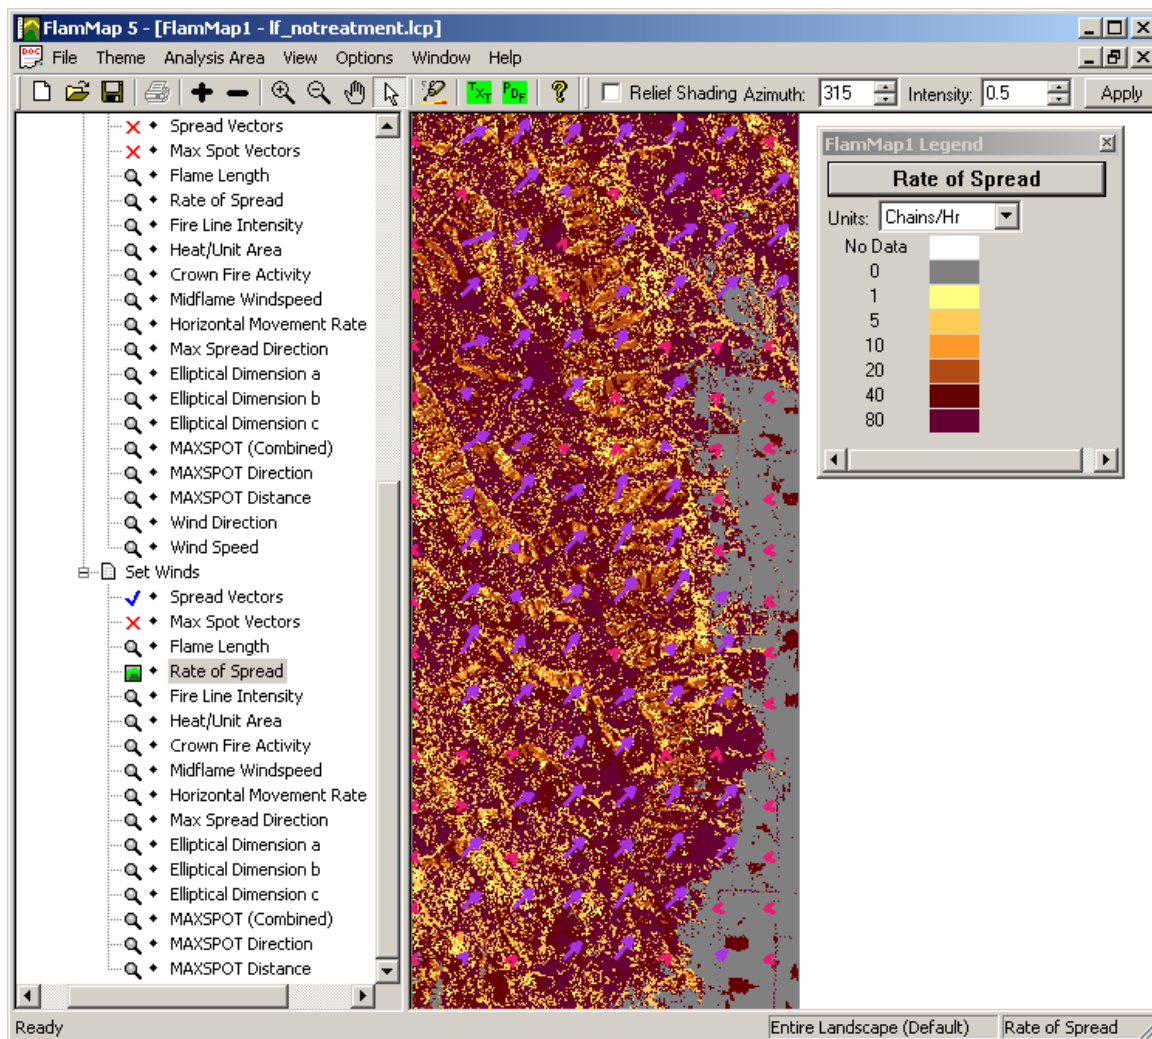 FlamMap 5 - [FlamMap1 - lf_notreatment.lcp]
DOC File Theme Analysis Area View Options Window Help
TXT PDF ? Relief Shading Azimuth: 315 Intensity: 0.5 Apply
Spread Vectors
Max Spot Vectors
Flame Length
Rate of Spread
Fire Line Intensity
Heat/Unit Area
Crown Fire Activity
Midflame Windspeed
Horizontal Movement Rate
Max Spread Direction
Elliptical Dimension a
Elliptical Dimension b
Elliptical Dimension c
MAXSPOT (Combined)
MAXSPOT Direction
MAXSPOT Distance
Wind Direction
Wind Speed
Set Winds
Spread Vectors
Max Spot Vectors
Flame Length
Rate of Spread
Fire Line Intensity
Heat/Unit Area
Crown Fire Activity
Midflame Windspeed
Horizontal Movement Rate
Max Spread Direction
Elliptical Dimension a
Elliptical Dimension b
Elliptical Dimension c
MAXSPOT (Combined)
MAXSPOT Direction
MAXSPOT Distance
FlamMap1 Legend
Rate of Spread
Units: Chains/Hr
No Data
0
1
5
10
20
40
80
Ready Entire Landscape (Default) Rate of Spread